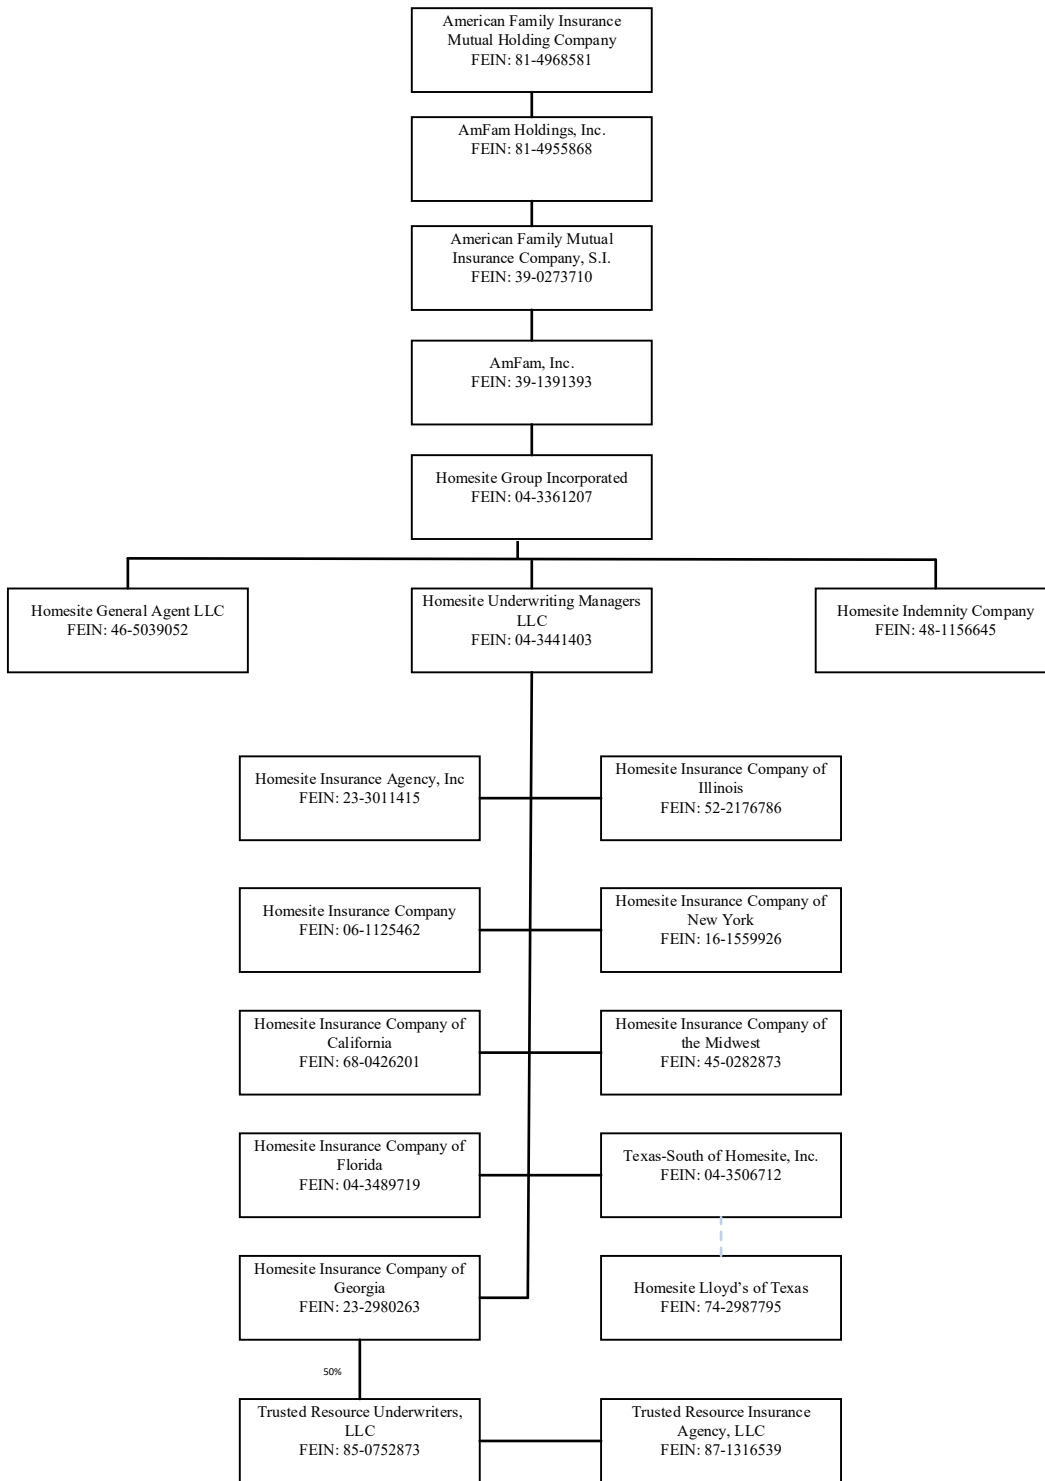 American Family Insurance
Mutual Holding Company
FEIN: 81-4968581
AmFam Holdings, Inc.
FEIN: 81-4955868
American Family Mutual
Insurance Company, S.I.
FEIN: 39-0273710
AmFam, Inc.
FEIN: 39-1391393
Homesite Group Incorporated
FEIN: 04-3361207
Homesite General Agent LLC
FEIN: 46-5039052
Homesite Underwriting Managers
LLC
FEIN: 04-3441403
Homesite Indemnity Company
FEIN: 48-1156645
Homesite Insurance Agency, Inc
FEIN: 23-3011415
Homesite Insurance Company of
Illinois
FEIN: 52-2176786
Homesite Insurance Company
FEIN: 06-1125462
Homesite Insurance Company of
New York
FEIN: 16-1559926
Homesite Insurance Company of
California
FEIN: 68-0426201
Homesite Insurance Company of
the Midwest
FEIN: 45-0282873
Homesite Insurance Company of
Florida
FEIN: 04-3489719
Texas-South of Homesite, Inc.
FEIN: 04-3506712
Homesite Insurance Company of
Georgia
FEIN: 23-2980263
Homesite Lloyd's of Texas
FEIN: 74-2987795
50%
Trusted Resource Underwriters,
LLC
FEIN: 85-0752873
Trusted Resource Insurance
Agency, LLC
FEIN: 87-1316539